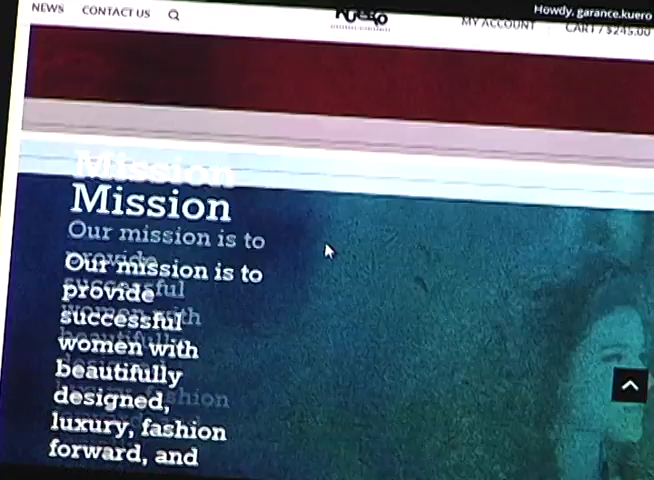 Howdy, garance.kuero
NEWS CONTACT US MY ACCOUNT CART / $245.00
KUERO
Mission
Mission
Our mission is to
Our mission is to
provide
successful
women with
beautifully
designed,
luxury, fashion
forward, and